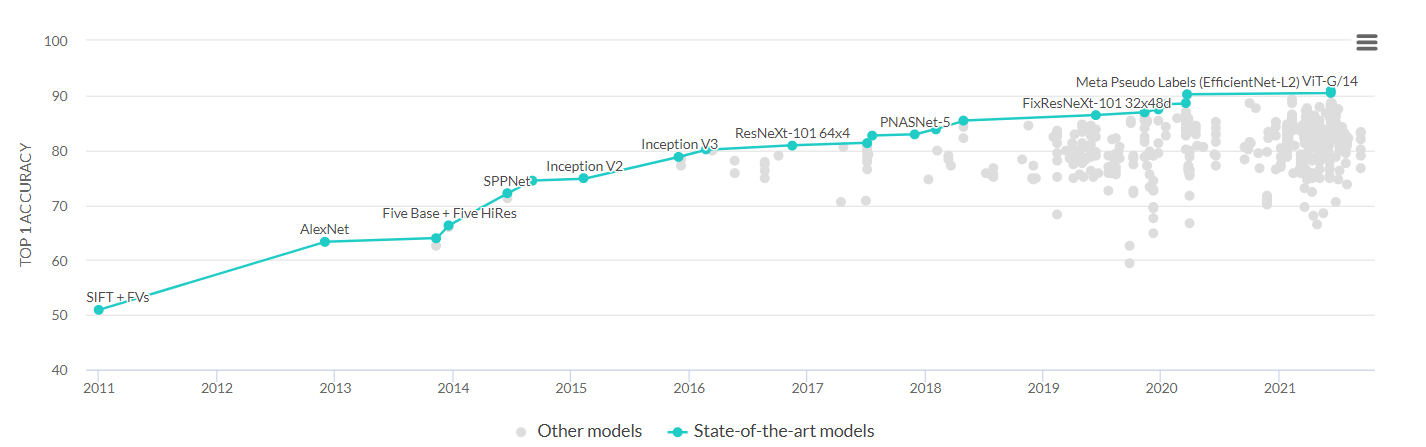 100
90
80
70
60
50
40
TOP 1 ACCURACY
SIFT + FVs
AlexNet
Five Base + Five HiRes
SPPNet
Inception V2
Inception V3
ResNeXt-101 64x4
PNASNet-5
FixResNeXt-101 32x48d
Meta Pseudo Labels (EfficientNet-L2)
ViT-G/14
2011 2012 2013 2014 2015 2016 2017 2018 2019 2020 2021
Other models State-of-the-art models